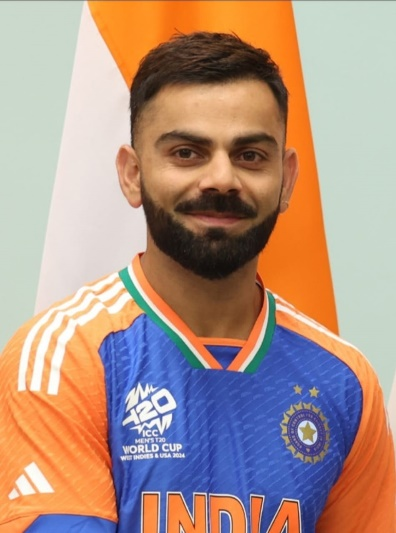 T20
ICC
MEN'S T20
WORLD CUP
WEST INDIES & USA 2024
INDIA